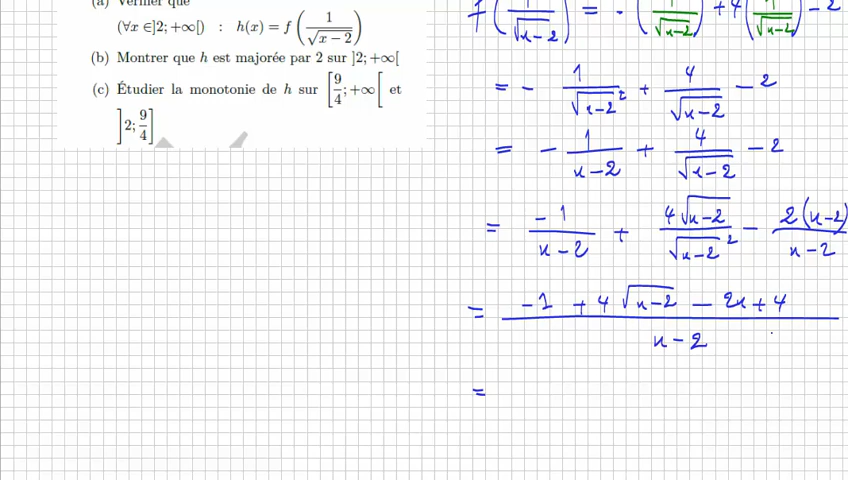 (a) Vérifier que
(∀x ∈]2; +∞[) : h(x) = f(1/√(x−2))
(b) Montrer que h est majorée par 2 sur ]2; +∞[
(c) Étudier la monotonie de h sur [9/4; +∞[ et
]2; 9/4]
f(1/√(x−2)) = -(1/√(x−2)) + 4(1/√(x−2)) − 2
= − 1/√(x−2)² + 4/√(x−2) − 2
= − 1/(x−2) + 4/√(x−2) − 2
= −1/(x−2) + 4√(x−2)/√(x−2)² − 2(x−2)/(x−2)
= (−1 + 4√(x−2) − 2x + 4)/(x−2)
=